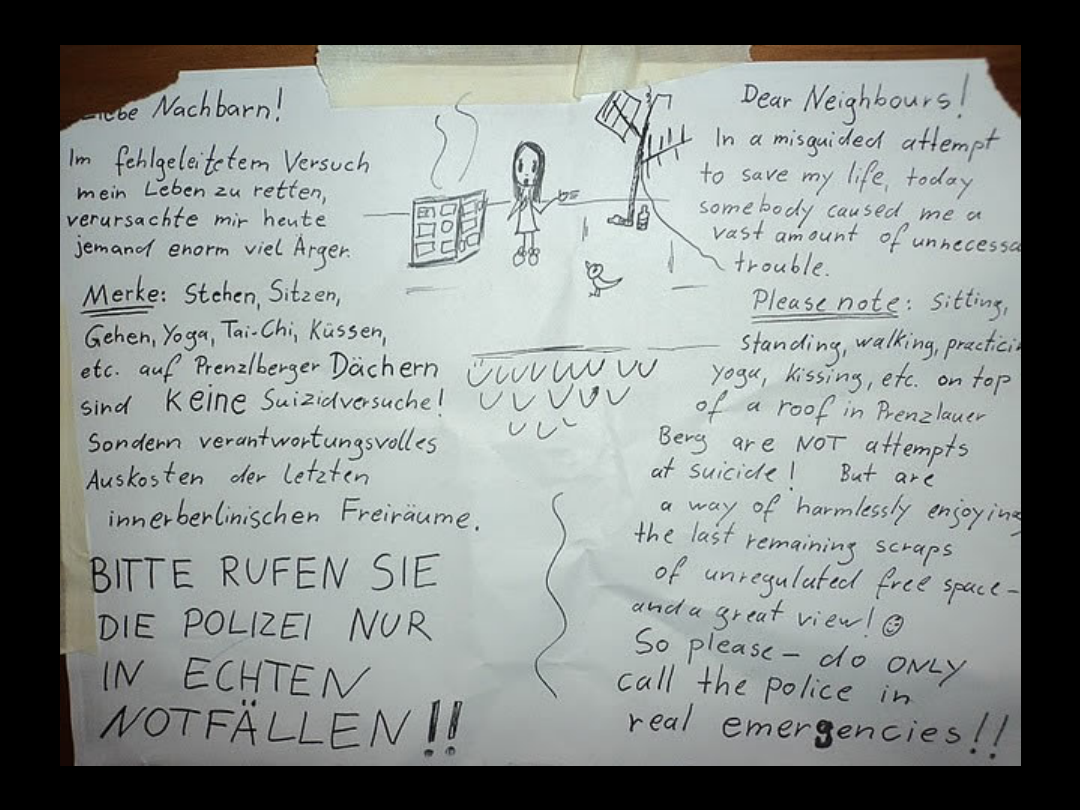 Liebe Nachbarn!
Im fehlgeleitetem Versuch
mein Leben zu retten,
verursachte mir heute
jemand enorm viel Ärger.
Merke: Stehen, Sitzen,
Gehen, Yoga, Tai-Chi, Küssen,
etc. auf Prenzlberger Dächern
sind keine Suizidversuche!
Sondern verantwortungsvolles
Auskosten der letzten
innerberlinischen Freiräume.
BITTE RUFEN SIE
DIE POLIZEI NUR
IN ECHTEN
NOTFÄLLEN!!
Dear Neighbours!
In a misguided attempt
to save my life, today
somebody caused me a
vast amount of unnecessa
trouble.
Please note: Sitting,
standing, walking, practicin
yoga, kissing, etc. on top
of a roof in Prenzlauer
Berg are NOT attempts
at suicide! But are
a way of harmlessly enjoying
the last remaining scraps
of unregulated free space-
and a great view! ☺
So please - do ONLY
call the police in
real emergencies!!